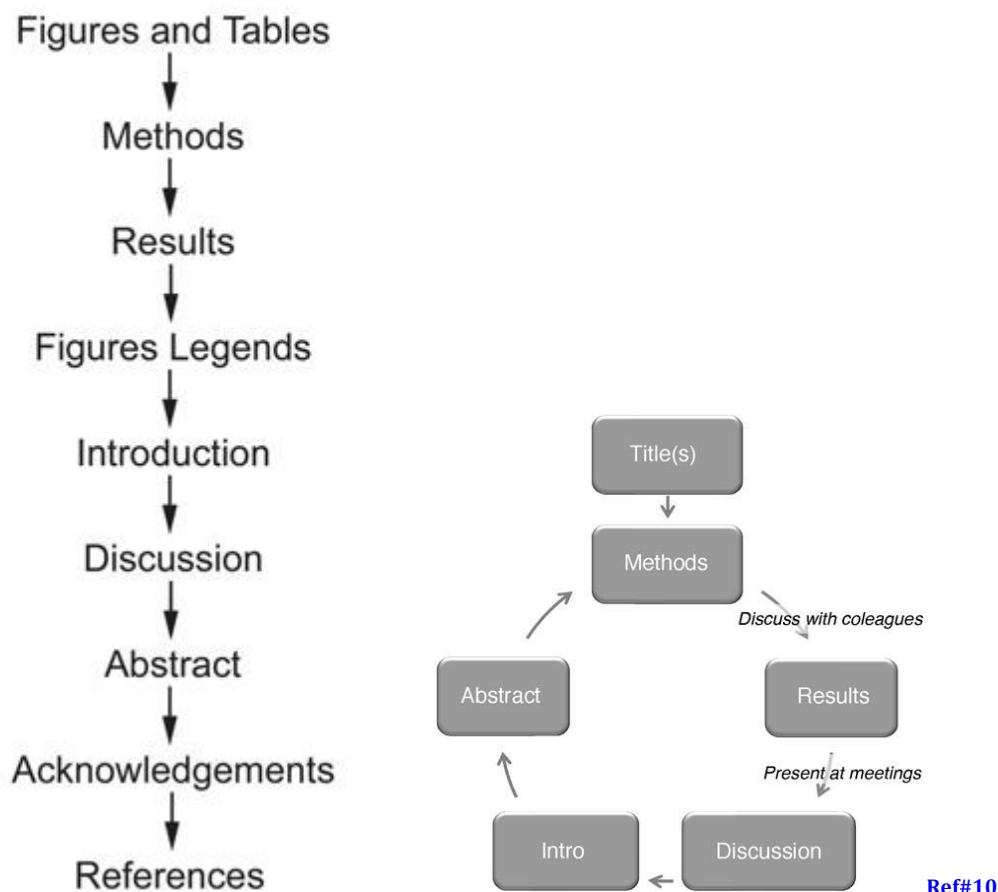 Figures and Tables
Methods
Results
Figures Legends
Introduction
Discussion
Abstract
Acknowledgements
References
Title(s)
Methods
Discuss with coleagues
Results
Present at meetings
Discussion
Intro
Abstract
Ref#10